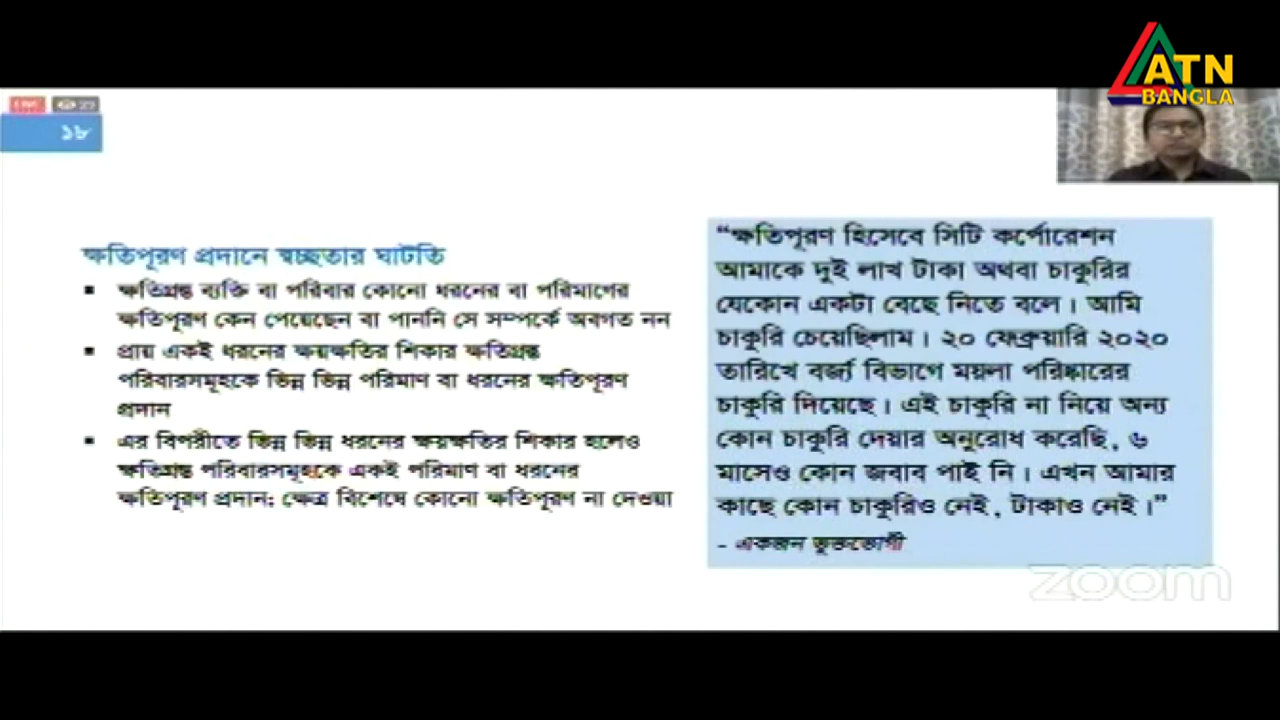 ATN
BANGLA
LIVE
২৩
১৮
ক্ষতিপূরণ প্রদানে স্বচ্ছতার ঘাটতি
▪ ক্ষতিগ্রস্ত ব্যক্তি বা পরিবার কোনো ধরনের বা পরিমাণের
ক্ষতিপূরণ কেন পেয়েছেন বা পাননি সে সম্পর্কে অবগত নন
▪ প্রায় একই ধরনের ক্ষয়ক্ষতির শিকার ক্ষতিগ্রস্ত
পরিবারসমূহকে ভিন্ন ভিন্ন পরিমাণ বা ধরনের ক্ষতিপূরণ
প্রদান
▪ এর বিপরীতে ভিন্ন ভিন্ন ধরনের ক্ষয়ক্ষতির শিকার হলেও
ক্ষতিগ্রস্ত পরিবারসমূহকে একই পরিমাণ বা ধরনের
ক্ষতিপূরণ প্রদান; ক্ষেত্র বিশেষে কোনো ক্ষতিপূরণ না দেওয়া
“ক্ষতিপূরণ হিসেবে সিটি কর্পোরেশন
আমাকে দুই লাখ টাকা অথবা চাকুরির
যেকোন একটা বেছে নিতে বলে। আমি
চাকুরি চেয়েছিলাম। ২০ ফেব্রুয়ারি ২০২০
তারিখে বর্জ্য বিভাগে ময়লা পরিষ্কারের
চাকুরি দিয়েছে। এই চাকুরি না নিয়ে অন্য
কোন চাকুরি দেয়ার অনুরোধ করেছি, ৬
মাসেও কোন জবাব পাই নি। এখন আমার
কাছে কোন চাকুরিও নেই, টাকাও নেই।”
- একজন ভুক্তভোগী
zoom